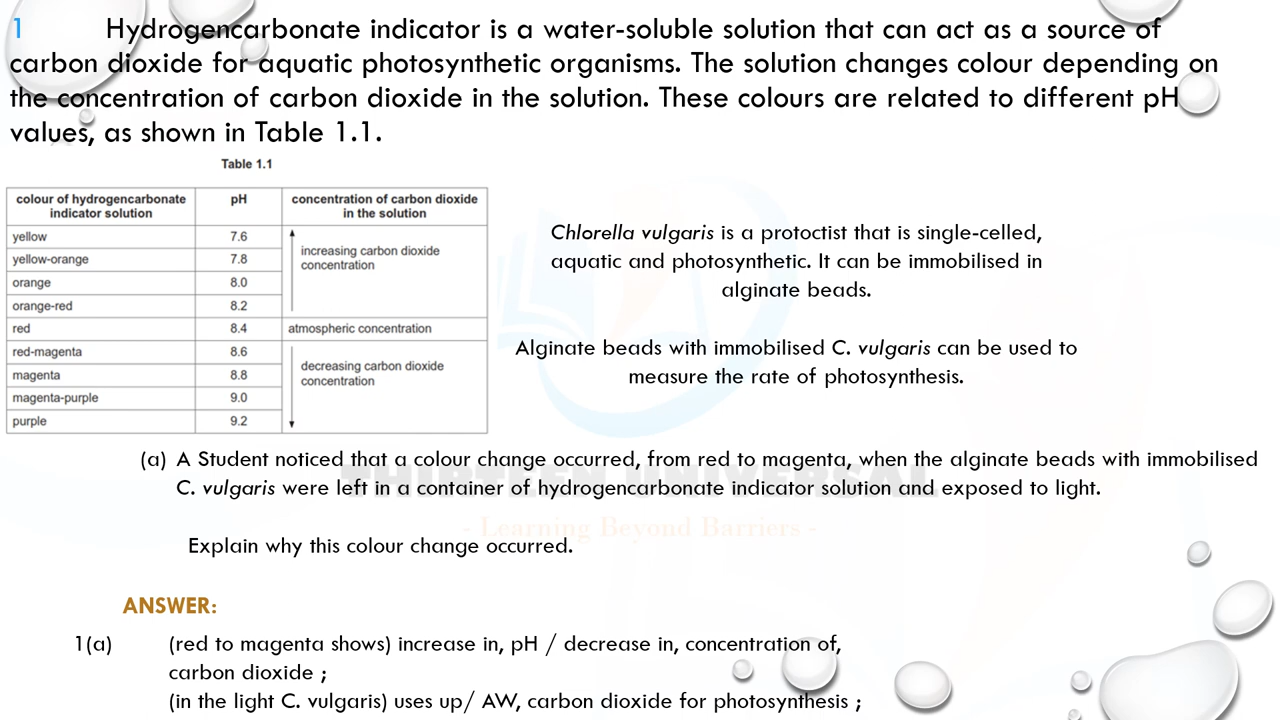 1 Hydrogencarbonate indicator is a water-soluble solution that can act as a source of
carbon dioxide for aquatic photosynthetic organisms. The solution changes colour depending on
the concentration of carbon dioxide in the solution. These colours are related to different pH
values, as shown in Table 1.1.
Table 1.1
colour of hydrogencarbonate indicator solution pH concentration of carbon dioxide in the solution
yellow 7.6
yellow-orange 7.8
increasing carbon dioxide
concentration
orange 8.0
orange-red 8.2
red 8.4 atmospheric concentration
red-magenta 8.6
magenta 8.8
decreasing carbon dioxide
concentration
magenta-purple 9.0
purple 9.2
Chlorella vulgaris is a protoctist that is single-celled,
aquatic and photosynthetic. It can be immobilised in
alginate beads.
Alginate beads with immobilised C. vulgaris can be used to
measure the rate of photosynthesis.
(a) A Student noticed that a colour change occurred, from red to magenta, when the alginate beads with immobilised
C. vulgaris were left in a container of hydrogencarbonate indicator solution and exposed to light.
THIRTEEN UNIVERSAL
- Learning Beyond Barriers -
Explain why this colour change occurred.
ANSWER:
1(a) (red to magenta shows) increase in, pH / decrease in, concentration of,
carbon dioxide ;
(in the light C. vulgaris) uses up/ AW, carbon dioxide for photosynthesis ;